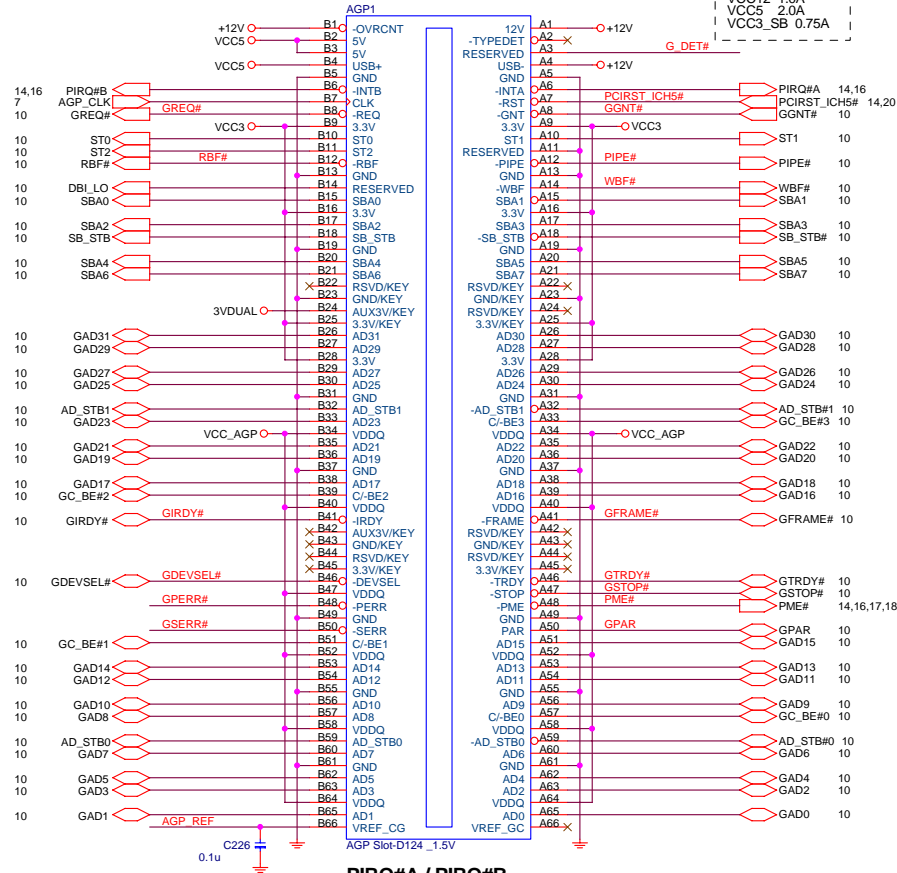 AGP1
VCC12 1.0A
VCC5 2.0A
VCC3_SB 0.75A
+12V B1 -OVRCNT 12V A1 +12V
VCC5 B2 5V -TYPEDET A2
B3 5V RESERVED A3 G_DET#
VCC5 B4 USB+ USB- A4 +12V
B5 GND GND A5
14,16 PIRQ#B B6 -INTB -INTA A6 PIRQ#A 14,16
7 AGP_CLK B7 CLK -RST A7 PCIRST_ICH5# PCIRST_ICH5# 14,20
10 GREQ# GREQ# B8 -REQ -GNT A8 GGNT# GGNT# 10
VCC3 B9 3.3V 3.3V A9 VCC3
10 ST0 B10 ST0 ST1 A10 ST1 10
10 ST2 B11 ST2 RESERVED A11
10 RBF# RBF# B12 -RBF -PIPE A12 PIPE# PIPE# 10
B13 GND GND A13
10 DBI_LO B14 RESERVED -WBF A14 WBF# WBF# 10
10 SBA0 B15 SBA0 SBA1 A15 SBA1 10
B16 3.3V 3.3V A16
10 SBA2 B17 SBA2 SBA3 A17 SBA3 10
10 SB_STB B18 SB_STB -SB_STB A18 SB_STB# 10
B19 GND GND A19
10 SBA4 B20 SBA4 SBA5 A20 SBA5 10
10 SBA6 B21 SBA6 SBA7 A21 SBA7 10
B22 RSVD/KEY RSVD/KEY A22
B23 GND/KEY GND/KEY A23
3VDUAL B24 AUX3V/KEY RSVD/KEY A24
B25 3.3V/KEY 3.3V/KEY A25
10 GAD31 B26 AD31 AD30 A26 GAD30 10
10 GAD29 B27 AD29 AD28 A27 GAD28 10
B28 3.3V 3.3V A28
10 GAD27 B29 AD27 AD26 A29 GAD26 10
10 GAD25 B30 AD25 AD24 A30 GAD24 10
B31 GND GND A31
10 AD_STB1 B32 AD_STB1 -AD_STB1 A32 AD_STB#1 10
10 GAD23 B33 AD23 C/-BE3 A33 GC_BE#3 10
VCC_AGP B34 VDDQ VDDQ A34 VCC_AGP
10 GAD21 B35 AD21 AD22 A35 GAD22 10
10 GAD19 B36 AD19 AD20 A36 GAD20 10
B37 GND GND A37
10 GAD17 B38 AD17 AD18 A38 GAD18 10
10 GC_BE#2 B39 C/-BE2 AD16 A39 GAD16 10
B40 VDDQ VDDQ A40
10 GIRDY# GIRDY# B41 -IRDY -FRAME A41 GFRAME# GFRAME# 10
B42 AUX3V/KEY RSVD/KEY A42
B43 GND/KEY GND/KEY A43
B44 RSVD/KEY RSVD/KEY A44
B45 3.3V/KEY 3.3V/KEY A45
10 GDEVSEL# GDEVSEL# B46 -DEVSEL -TRDY A46 GTRDY# GTRDY# 10
B47 VDDQ -STOP A47 GSTOP# GSTOP# 10
GPERR# B48 -PERR -PME A48 PME# PME# 14,16,17,18
B49 GND GND A49
GSERR# B50 -SERR PAR A50 GPAR GPAR 10
10 GC_BE#1 B51 C/-BE1 AD15 A51 GAD15 10
B52 VDDQ VDDQ A52
10 GAD14 B53 AD14 AD13 A53 GAD13 10
10 GAD12 B54 AD12 AD11 A54 GAD11 10
B55 GND GND A55
10 GAD10 B56 AD10 AD9 A56 GAD9 10
10 GAD8 B57 AD8 C/-BE0 A57 GC_BE#0 10
B58 VDDQ VDDQ A58
10 AD_STB0 B59 AD_STB0 -AD_STB0 A59 AD_STB#0 10
10 GAD7 B60 AD7 AD6 A60 GAD6 10
B61 GND GND A61
10 GAD5 B62 AD5 AD4 A62 GAD4 10
10 GAD3 B63 AD3 AD2 A63 GAD2 10
B64 VDDQ VDDQ A64
10 GAD1 B65 AD1 AD0 A65 GAD0 10
AGP_REF B66 VREF_CG VREF_GC A66
C226
0.1u
AGP Slot-D124 _1.5V
PIRQ#A / PIRQ#B